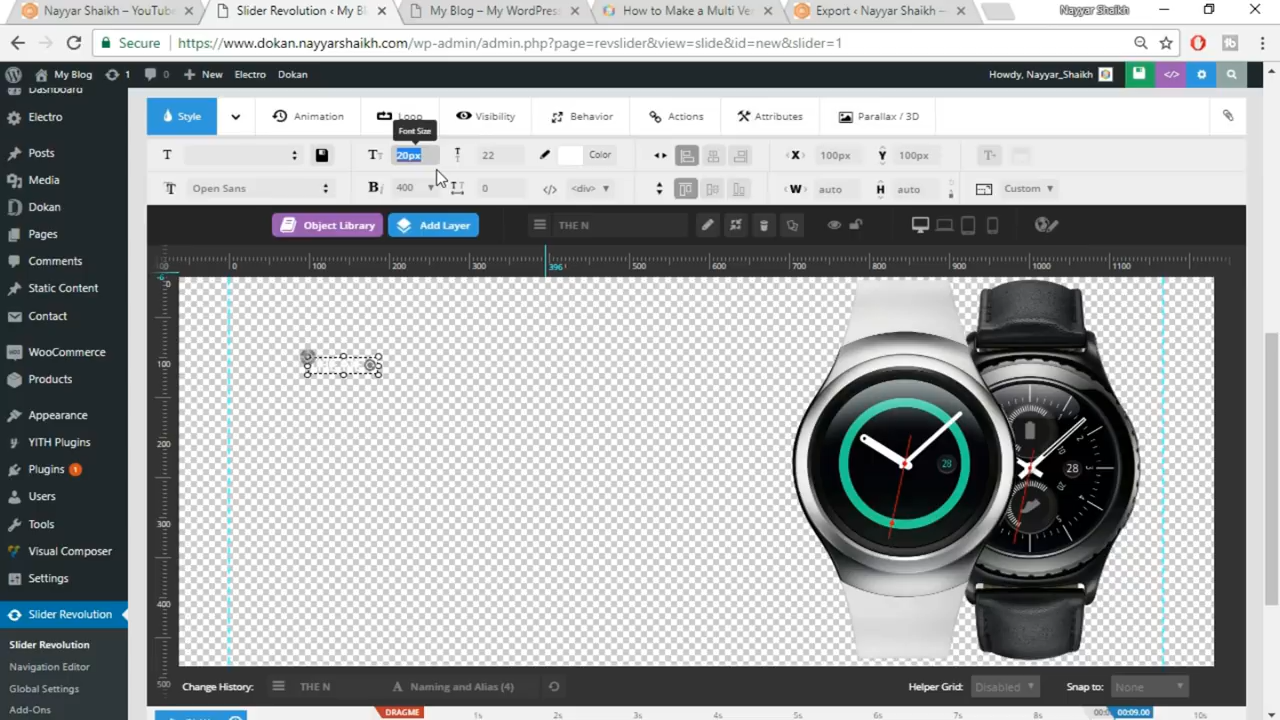 Nayyar Shaikh – YouTub
Slider Revolution ‹ My Bl
My Blog – My WordPress
How to Make a Multi Ve
Export ‹ Nayyar Shaikh —
Nayyar Shaikh
Secure
https://www.dokan.nayyarshaikh.com/wp-admin/admin.php?page=revslider&view=slide&id=new&slider=1
My Blog 1 + New Electro Dokan
Howdy, Nayyar_Shaikh
Dashboard
Electro
Posts
Media
Dokan
Pages
Comments
Static Content
Contact
WooCommerce
Products
Appearance
YITH Plugins
Plugins 1
Users
Tools
Visual Composer
Settings
Slider Revolution
Slider Revolution
Navigation Editor
Global Settings
Add-Ons
Style Animation Loop Visibility Behavior Actions Attributes Parallax / 3D
Font Size
20px 22 Color X 100px Y 100px
Open Sans 400 0 <div> W auto H auto Custom
Object Library Add Layer THE N
0 100 200 300 396 500 600 700 800 900 1000 1100
0
100
200
300
400
500
28
28
Change History: THE N Naming and Alias (4) Helper Grid: Disabled Snap to: None
DRAGME 1s 2s 3s 4s 5s 6s 7s 8s 00:09.00 10s